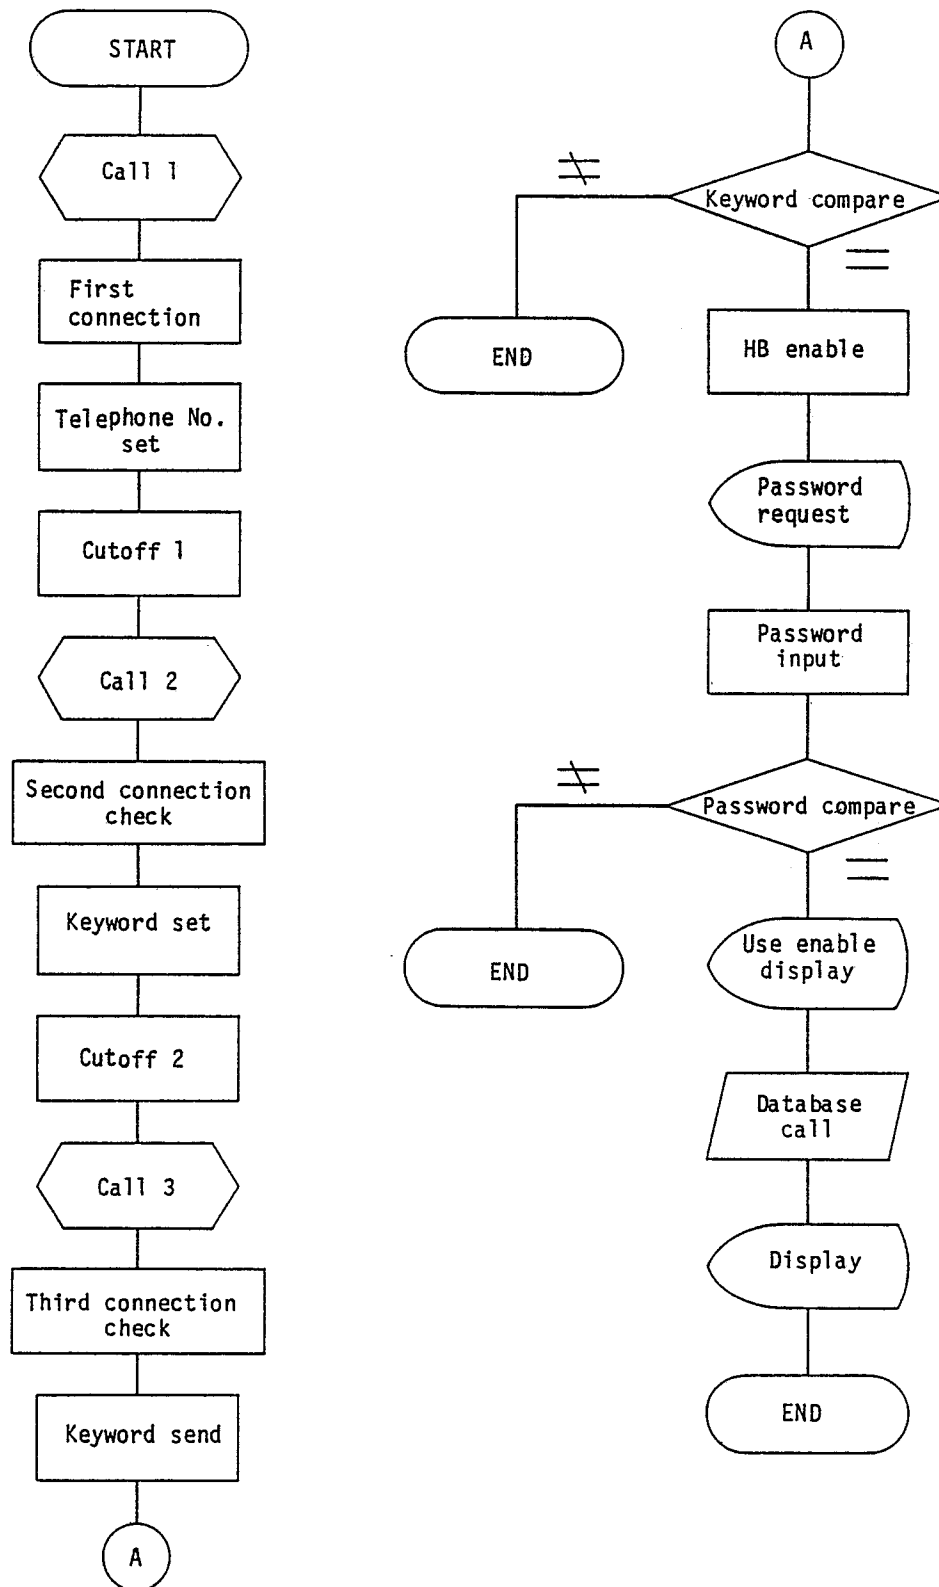 START
Call 1
First
connection
Telephone No.
set
Cutoff 1
Call 2
Second connection
check
Keyword set
Cutoff 2
Call 3
Third connection
check
Keyword send
A
A
Keyword compare
≠
=
END
HB enable
Password
request
Password
input
Password compare
≠
=
END
Use enable
display
Database
call
Display
END